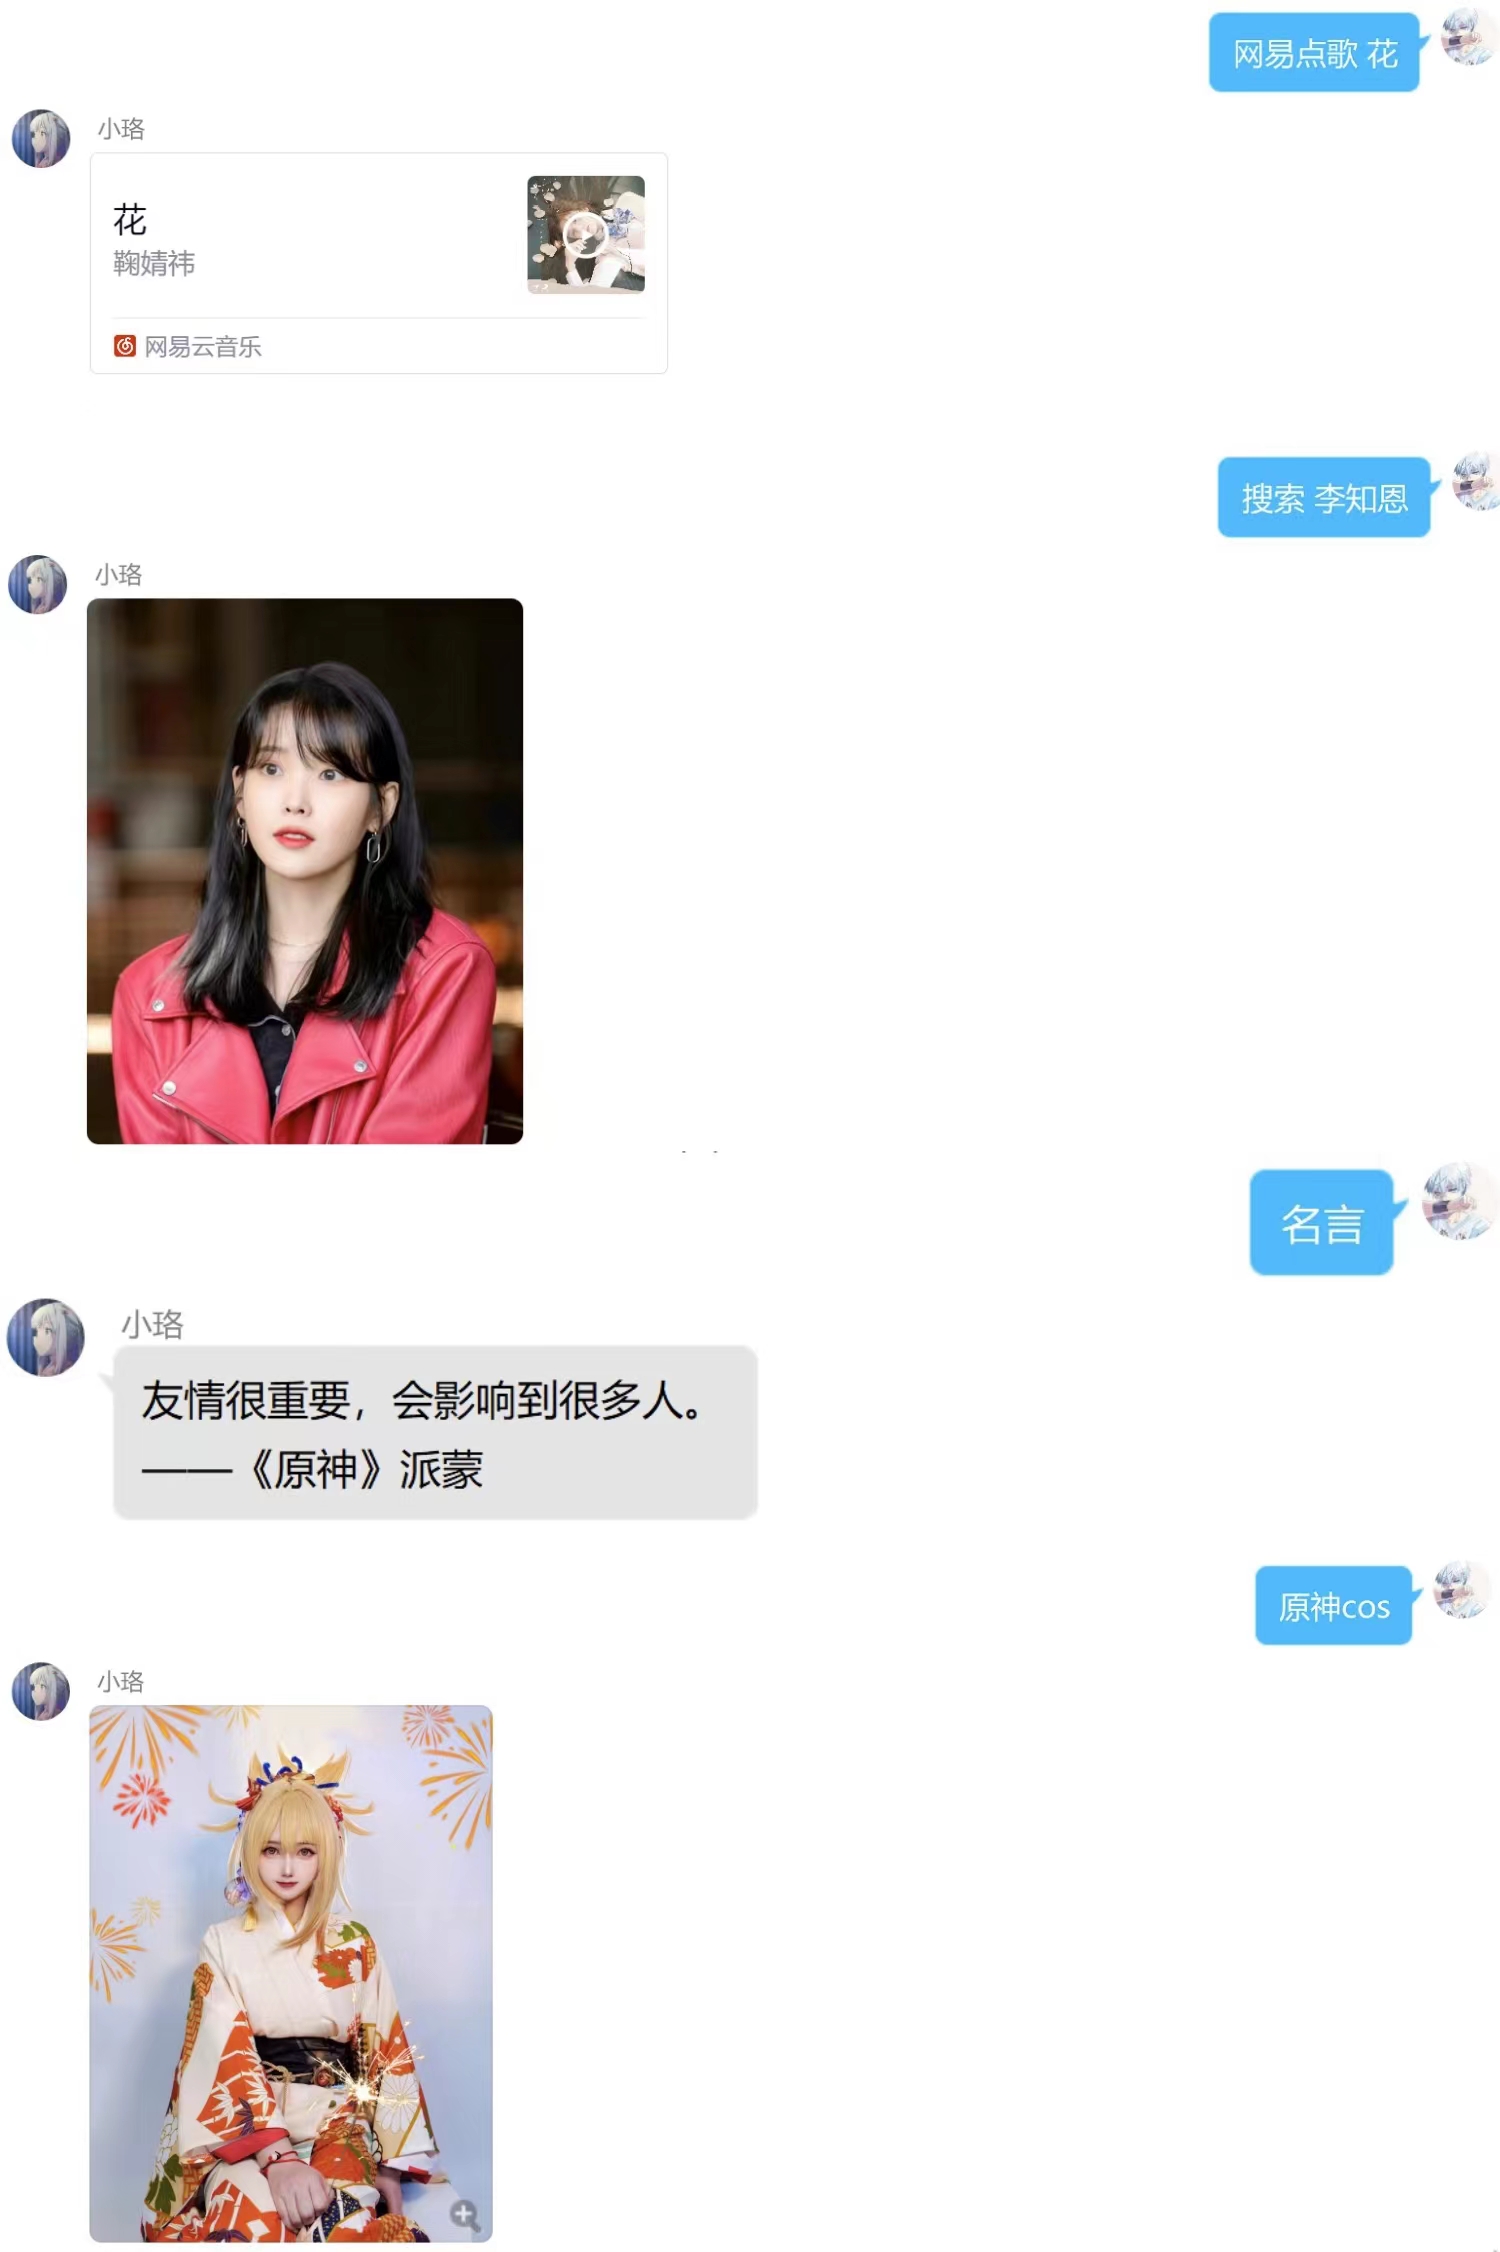 网易点歌 花
小珞
花
鞠婧祎
网易云音乐
搜索 李知恩
小珞
名言
小珞
友情很重要，会影响到很多人。
——《原神》派蒙
原神cos
小珞